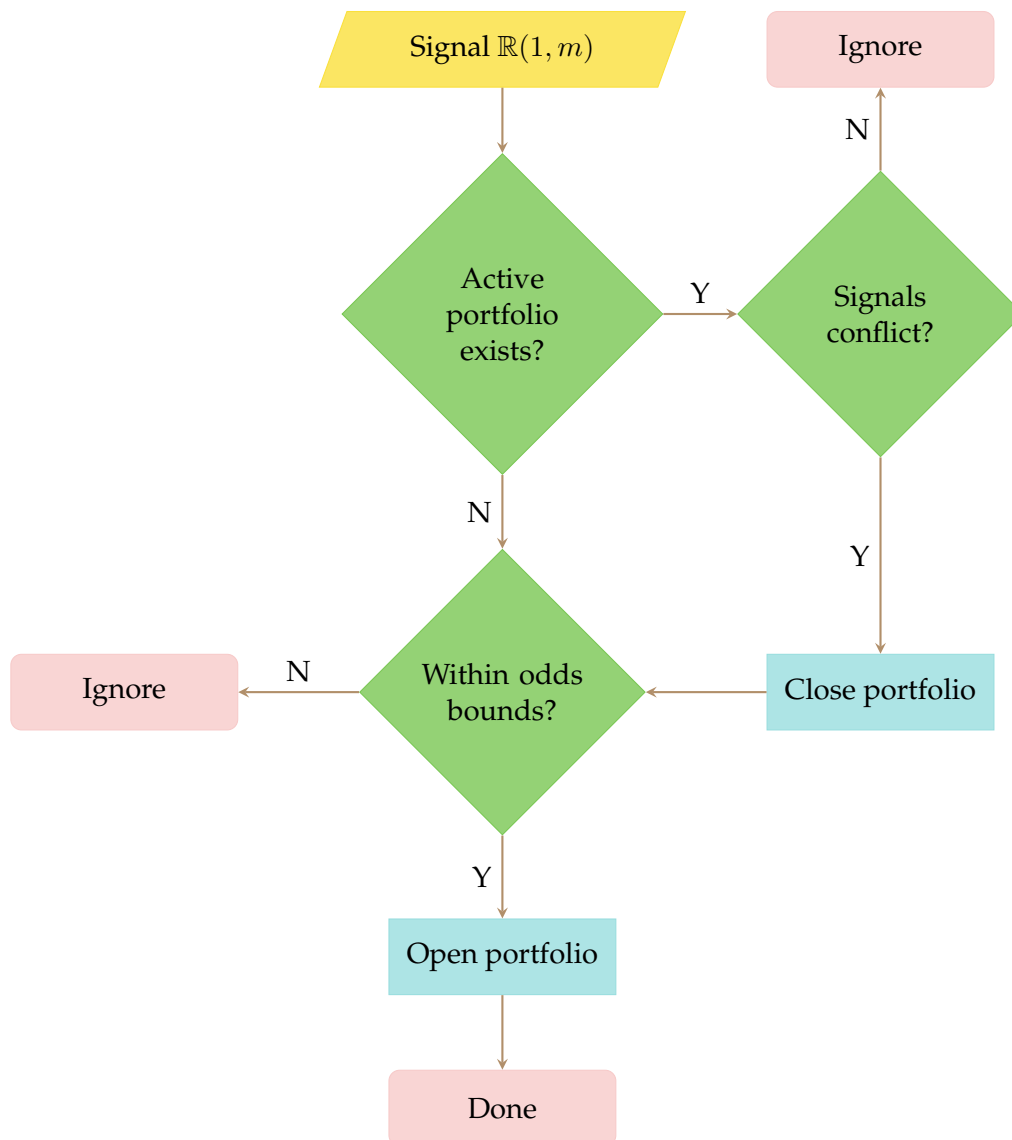 Signal ℝ(1, m)
Ignore
N
Active
portfolio
exists?
Y
Signals
conflict?
N
Y
Ignore
N
Within odds
bounds?
Close portfolio
Y
Open portfolio
Done